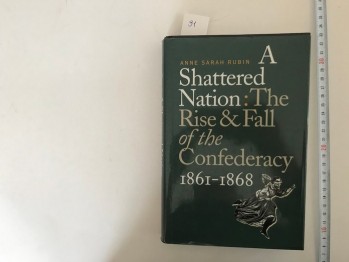 91
ANNE SARAH RUBIN
A
Shattered
Nation: The
Rise & Fall
of the
Confederacy
1861–1868